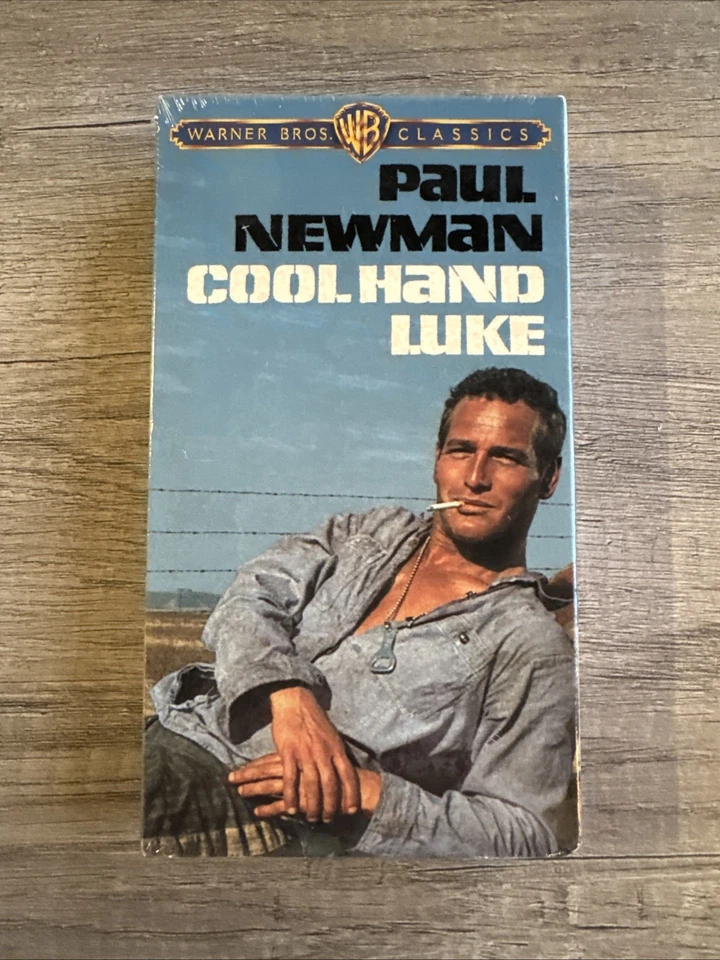 WARNER BROS. WB CLASSICS
PAUL
NEWMAN
COOL HAND
LUKE